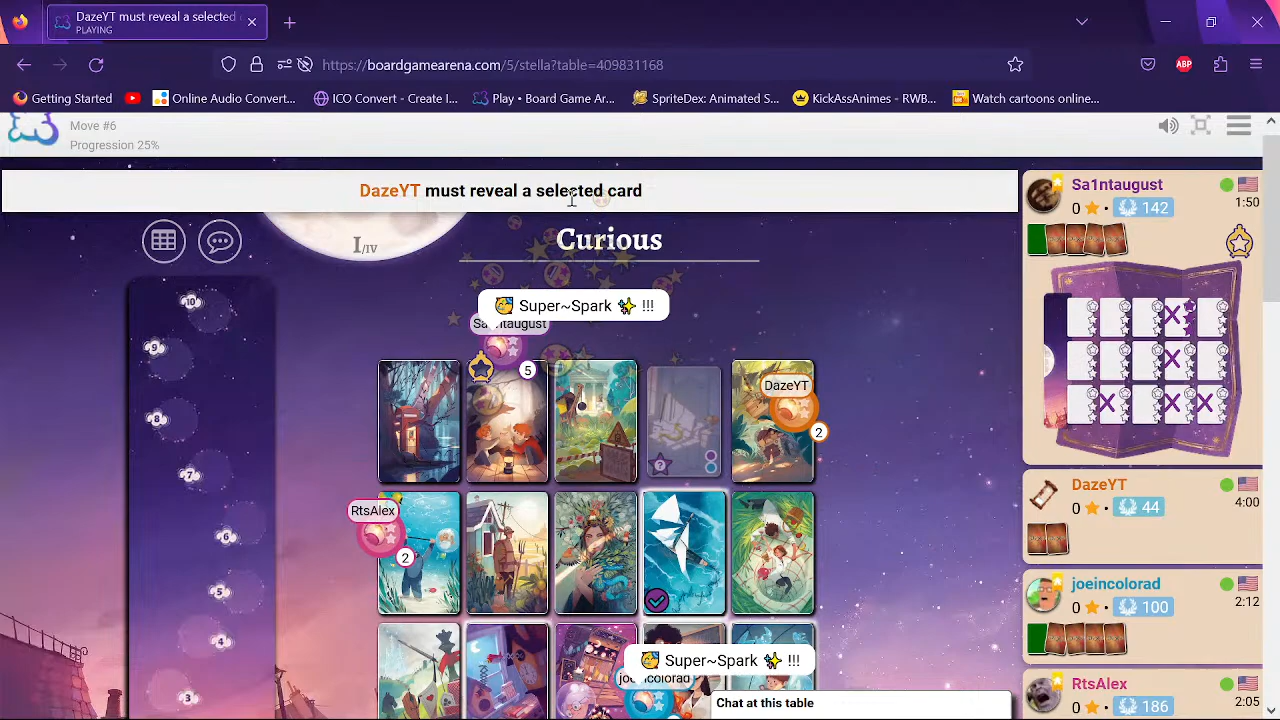 DazeYT must reveal a selected
PLAYING
https://boardgamearena.com/5/stella?table=409831168
ABP
Getting Started
Online Audio Convert...
ICO Convert - Create I...
Play • Board Game Ar...
SpriteDex: Animated S...
KickAssAnimes - RWB...
Watch cartoons online...
Move #6
Progression 25%
DazeYT must reveal a selected card
I/IV
Curious
Super~Spark !!!
Sa1ntaugust
5
DazeYT
2
RtsAlex
2
10
9
8
7
6
5
4
3
Super~Spark !!!
joeincolorad
Chat at this table
Sa1ntaugust
1:50
0 • 142
DazeYT
4:00
0 • 44
joeincolorad
2:12
0 • 100
RtsAlex
2:05
0 • 186